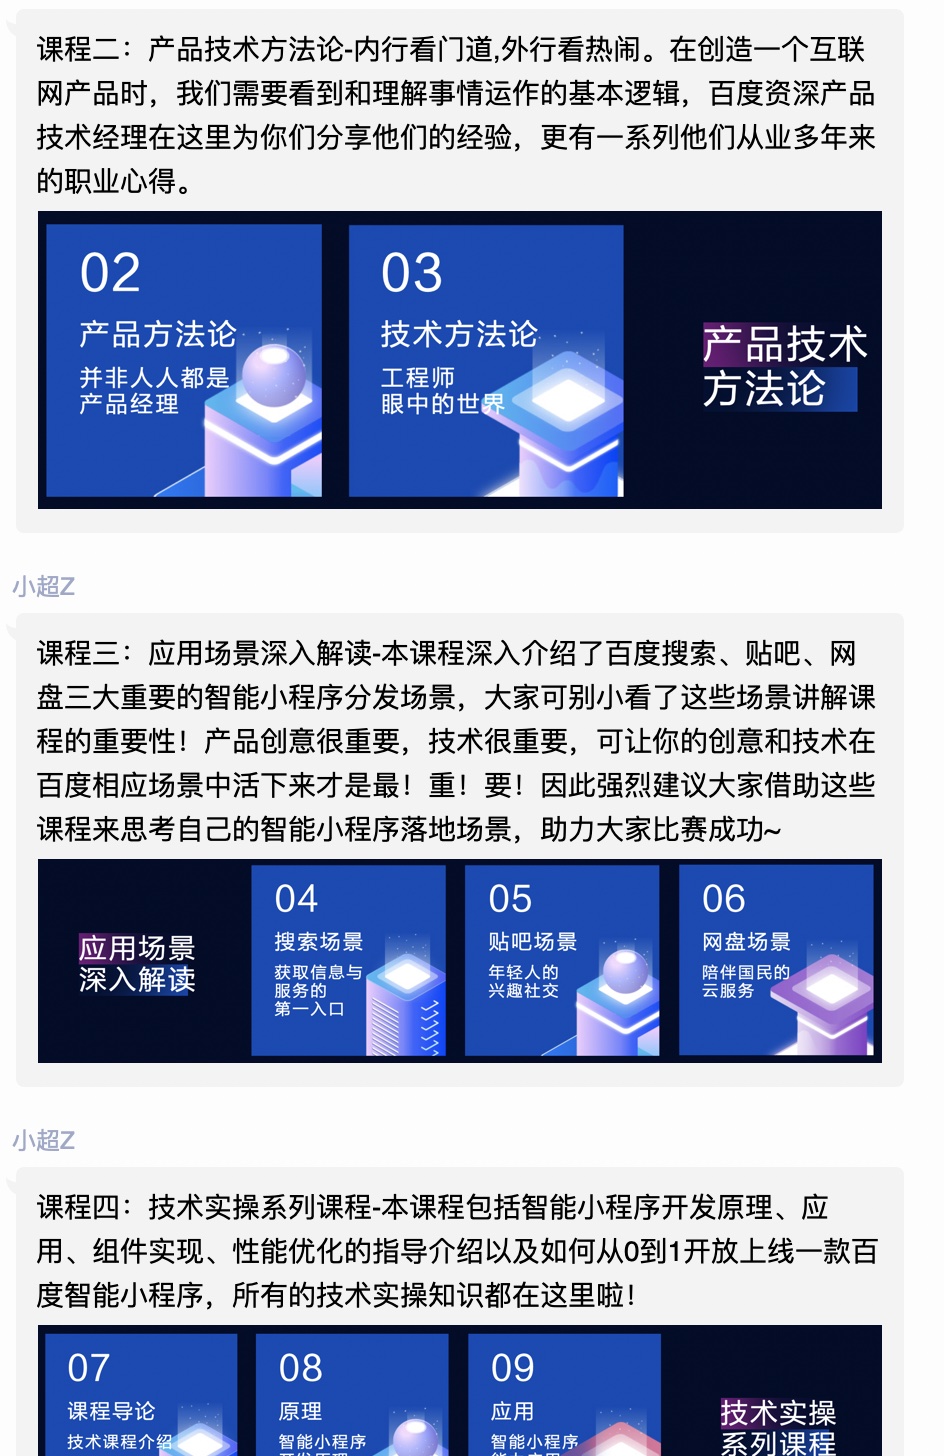 课程二：产品技术方法论-内行看门道,外行看热闹。在创造一个互联
网产品时，我们需要看到和理解事情运作的基本逻辑，百度资深产品
技术经理在这里为你们分享他们的经验，更有一系列他们从业多年来
的职业心得。
02
产品方法论
并非人人都是
产品经理
03
技术方法论
工程师
眼中的世界
产品技术
方法论
小超Z
课程三：应用场景深入解读-本课程深入介绍了百度搜索、贴吧、网
盘三大重要的智能小程序分发场景，大家可别小看了这些场景讲解课
程的重要性！产品创意很重要，技术很重要，可让你的创意和技术在
百度相应场景中活下来才是最！重！要！因此强烈建议大家借助这些
课程来思考自己的智能小程序落地场景，助力大家比赛成功~
应用场景
深入解读
04
搜索场景
获取信息与
服务的
第一入口
05
贴吧场景
年轻人的
兴趣社交
06
网盘场景
陪伴国民的
云服务
小超Z
课程四：技术实操系列课程-本课程包括智能小程序开发原理、应
用、组件实现、性能优化的指导介绍以及如何从0到1开放上线一款百
度智能小程序，所有的技术实操知识都在这里啦！
07
课程导论
技术课程介绍
08
原理
智能小程序
09
应用
智能小程序
技术实操
系列课程